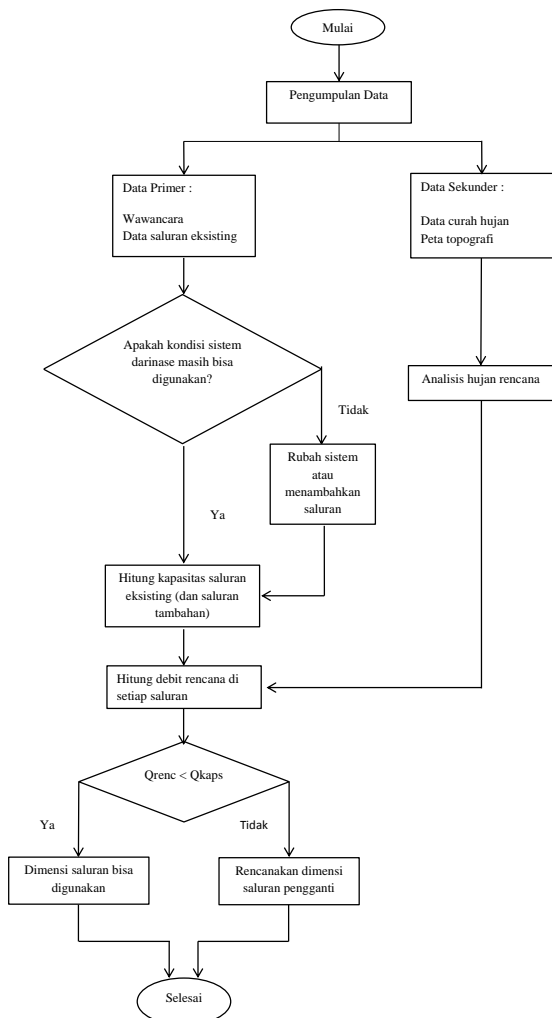 Mulai
Pengumpulan Data
Data Primer :
Wawancara
Data saluran eksisting
Data Sekunder :
Data curah hujan
Peta topografi
Apakah kondisi sistem
darinase masih bisa
digunakan?
Analisis hujan rencana
Tidak
Rubah sistem
atau
menambahkan
saluran
Ya
Hitung kapasitas saluran
eksisting (dan saluran
tambahan)
Hitung debit rencana di
setiap saluran
Qrenc < Qkaps
Ya
Tidak
Dimensi saluran bisa
digunakan
Rencanakan dimensi
saluran pengganti
Selesai